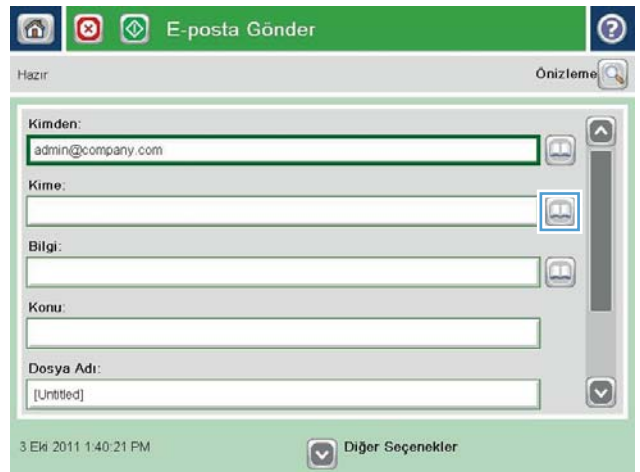 E-posta Gönder
Hazır
Önizleme
Kimden:
admin@company.com
Kime:
Bilgi:
Konu:
Dosya Adı:
[Untitled]
3 Eki 2011 1:40:21 PM
Diğer Seçenekler